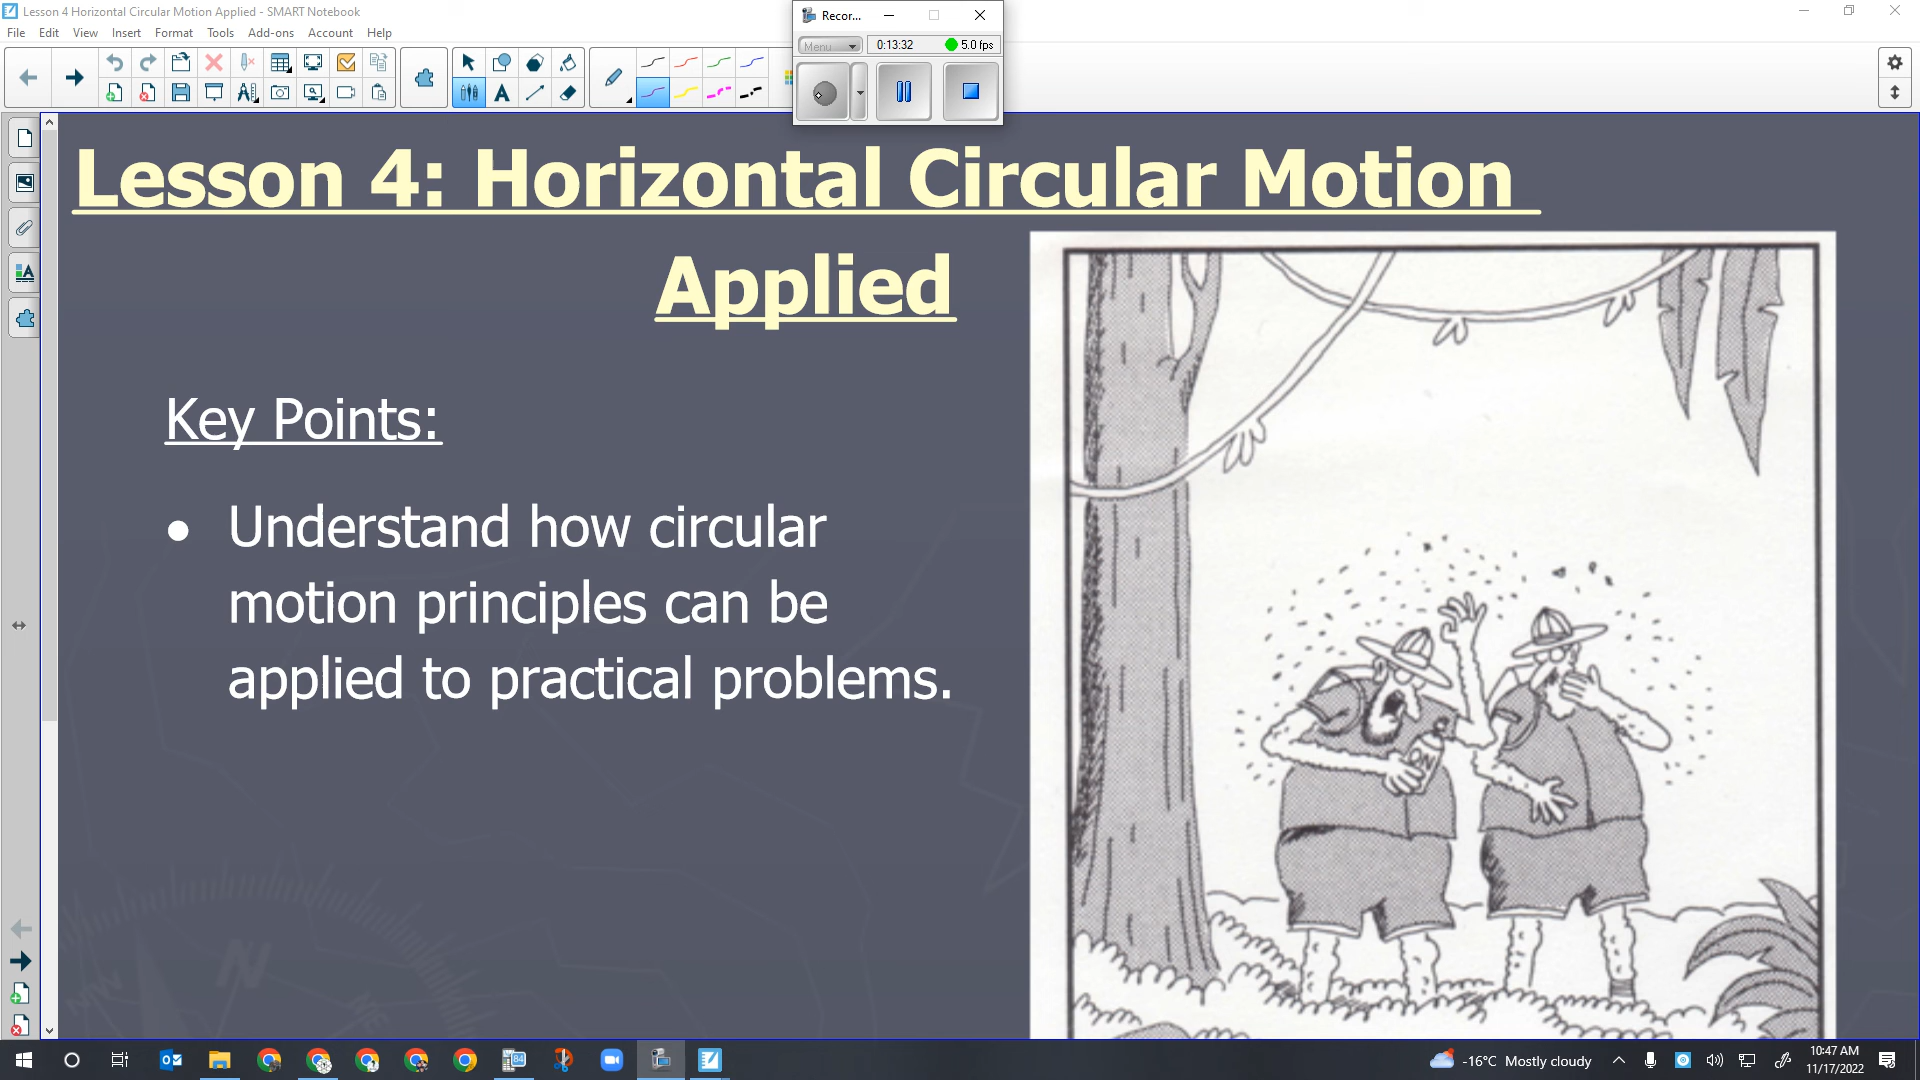 Lesson 4 Horizontal Circular Motion Applied - SMART Notebook
File Edit View Insert Format Tools Add-ons Account Help
Recor...
Menu 0:13:32 5.0 fps
Lesson 4: Horizontal Circular Motion
Applied
Key Points:
● Understand how circular
motion principles can be
applied to practical problems.
-16°C Mostly cloudy
10:47 AM
11/17/2022